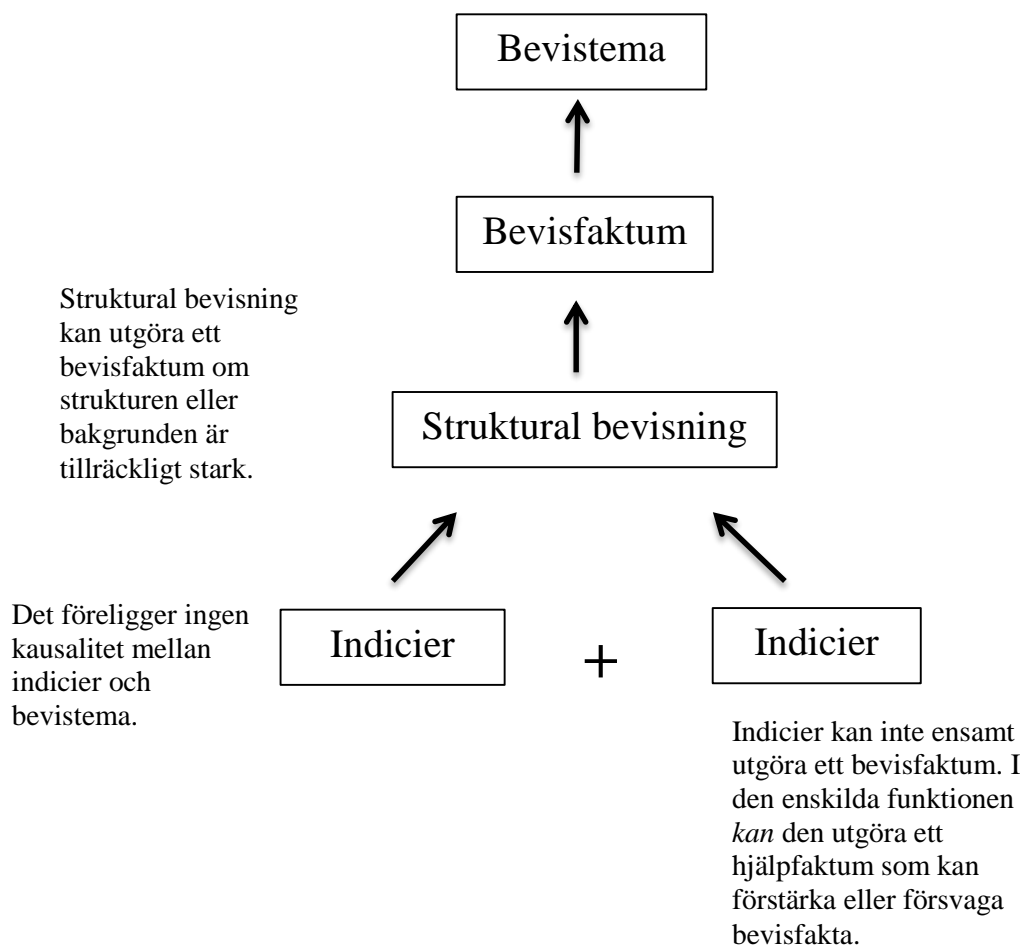 Bevistema
Bevisfaktum
Struktural bevisning
kan utgöra ett
bevisfaktum om
strukturen eller
bakgrunden är
tillräckligt stark.
Struktural bevisning
Det föreligger ingen
kausalitet mellan
indicier och
bevistema.
Indicier
+
Indicier
Indicier kan inte ensamt
utgöra ett bevisfaktum. I
den enskilda funktionen
kan den utgöra ett
hjälpfaktum som kan
förstärka eller försvaga
bevisfakta.